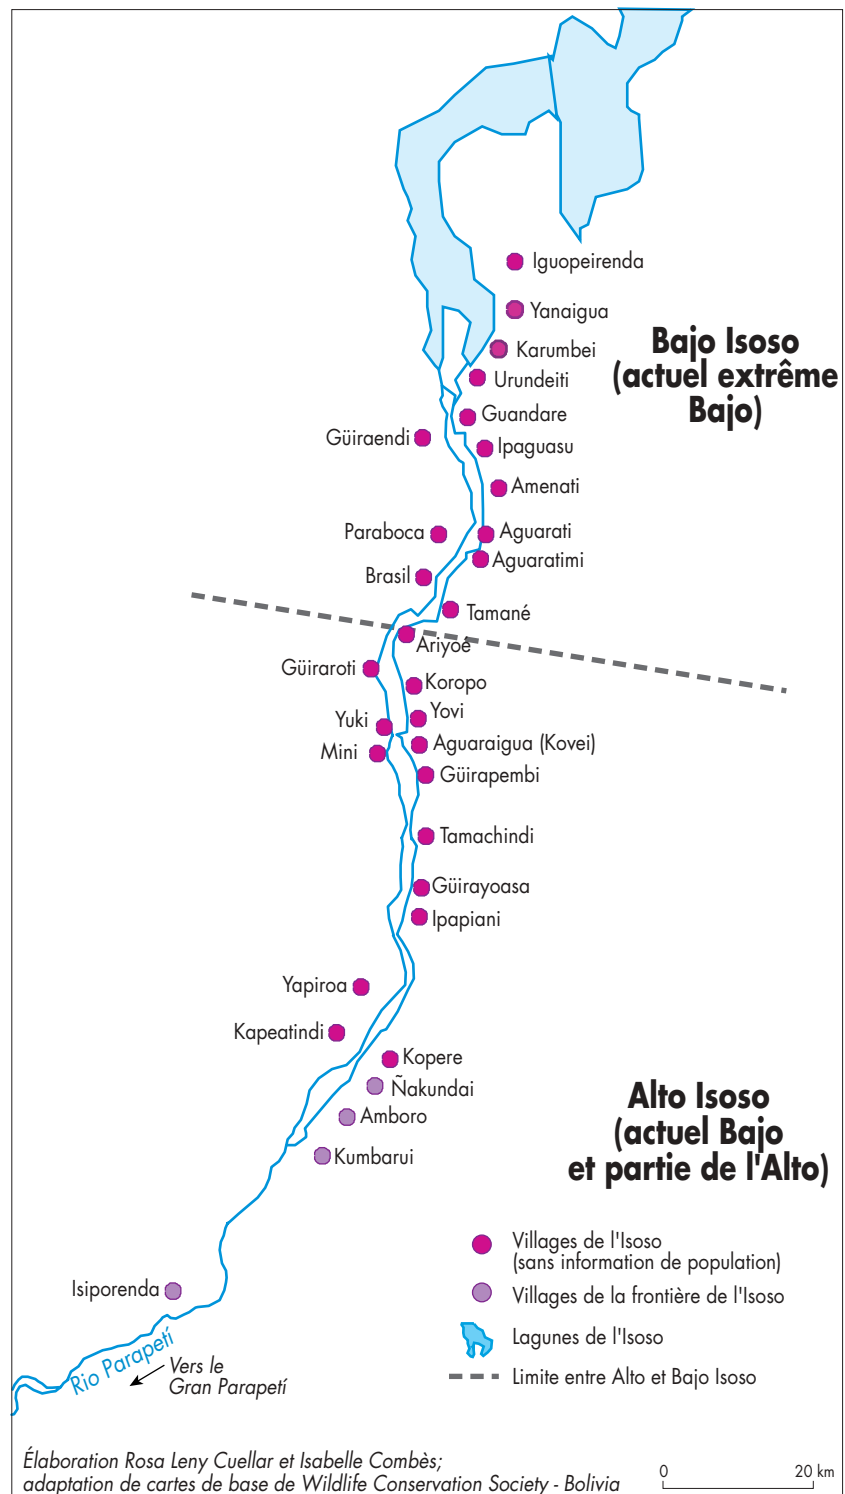 Iguopeirenda
Yanaigua
Karumbei
Bajo Isoso
(actuel extrême
Bajo)
Urundeiti
Guandare
Güiraendi
Ipaguasu
Amenati
Paraboca
Aguarati
Aguaratimi
Brasil
Tamané
Ariyoé
Güiraroti
Koropo
Yuki
Yovi
Mini
Aguaraigua (Kovei)
Güirapembi
Tamachindi
Güirayoasa
Ipapiani
Yapiroa
Kapeatindi
Kopere
Ñakundai
Amboro
Kumbarui
Alto Isoso
(actuel Bajo
et partie de l'Alto)
Isiporenda
Rio Parapetí
Vers le
Gran Parapetí
Villages de l'Isoso
(sans information de population)
Villages de la frontière de l'Isoso
Lagunes de l'Isoso
Limite entre Alto et Bajo Isoso
Élaboration Rosa Leny Cuellar et Isabelle Combès;
adaptation de cartes de base de Wildlife Conservation Society - Bolivia
0 20 km